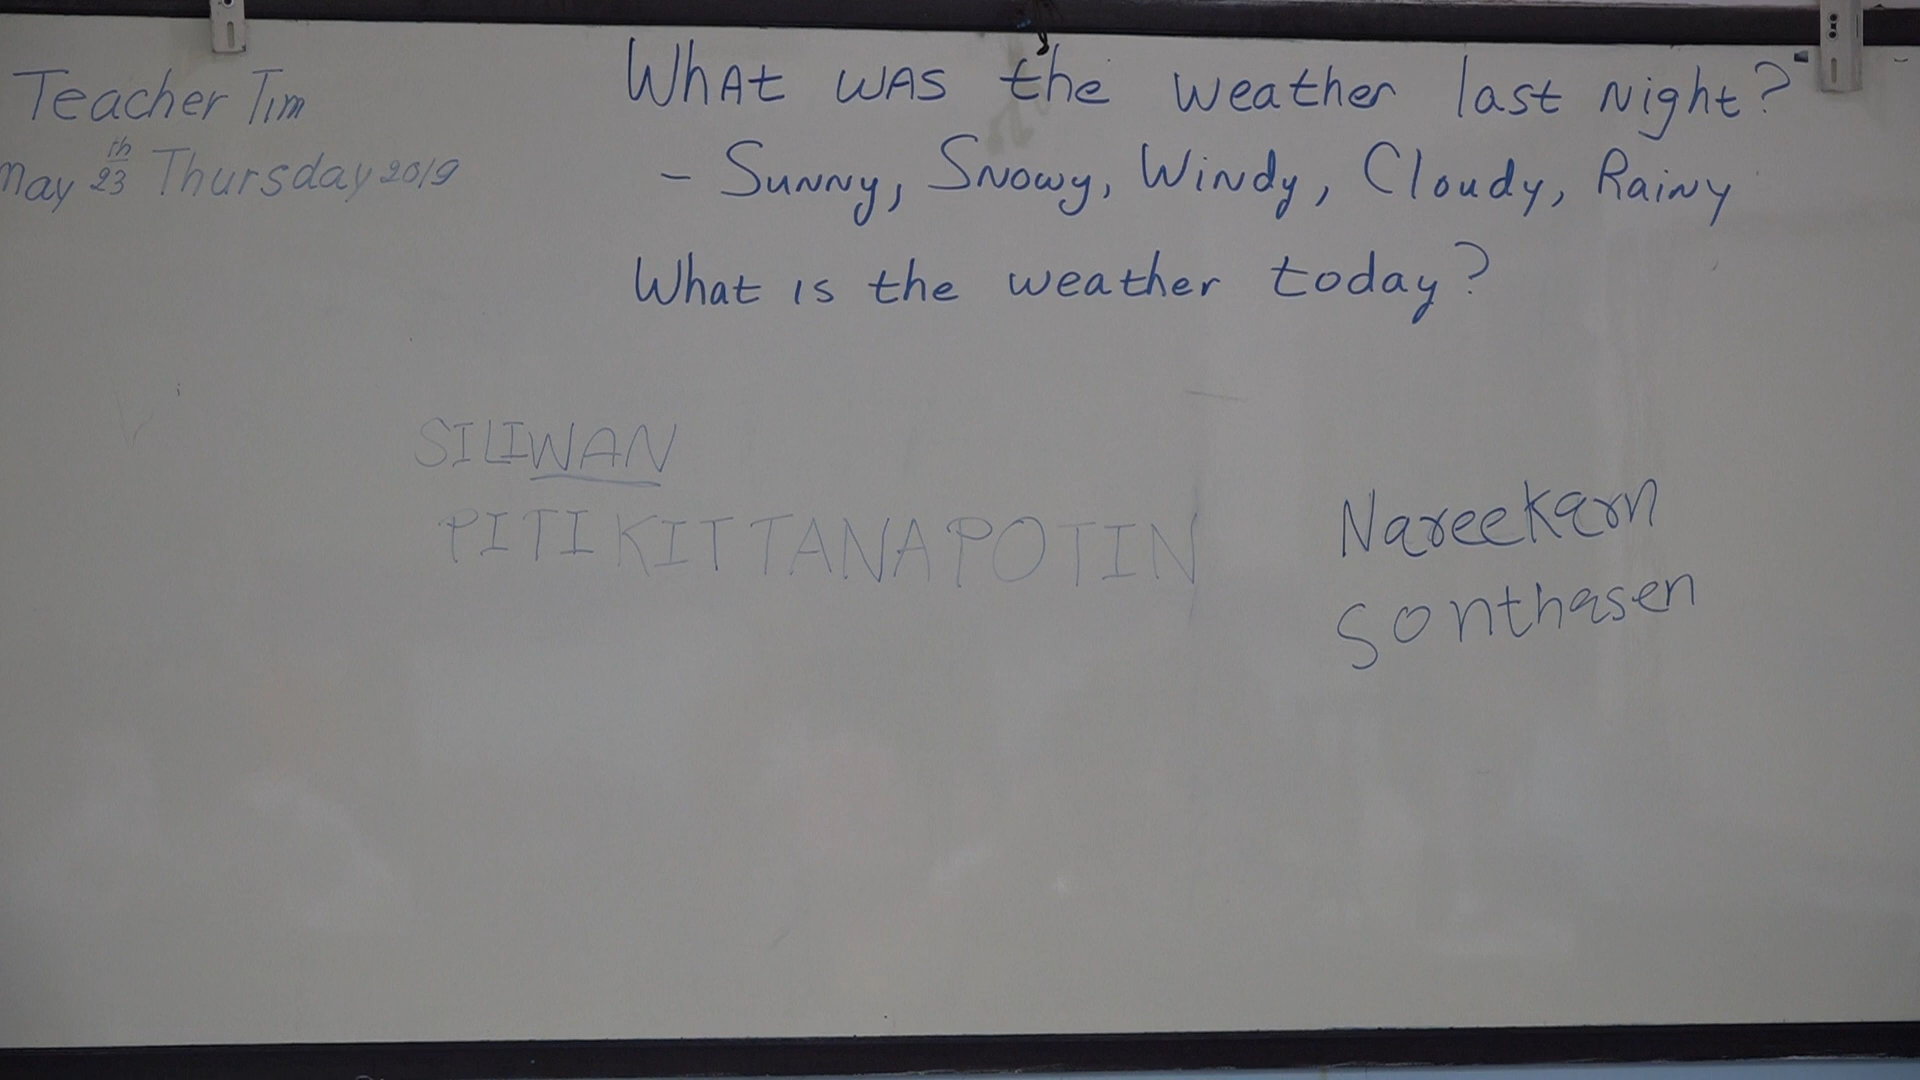 Teacher Tim
May 23th Thursday 2019
WhAt WAS the weather last Night?
- Sunny, Snowy, Windy, Cloudy, Rainy
What is the weather today?
SILIWAN
PITIKITTANAPOTIN
Nareekarn
Sonthasen